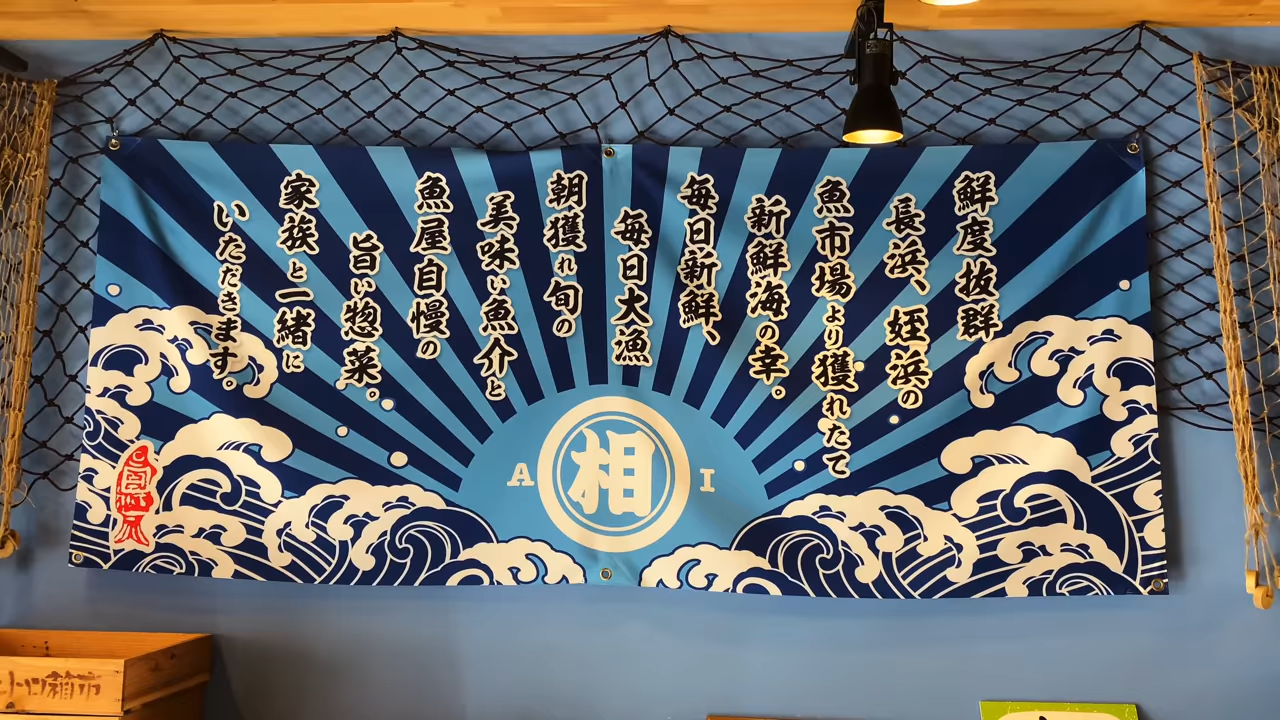 鮮度抜群
長浜、姪浜の
魚市場より獲れたて
新鮮海の幸。
毎日新鮮、
毎日大漁
朝獲れ旬の
美味い魚介と
魚屋自慢の
旨い惣菜。
家族と一緒に
いただきます。
A 相 I